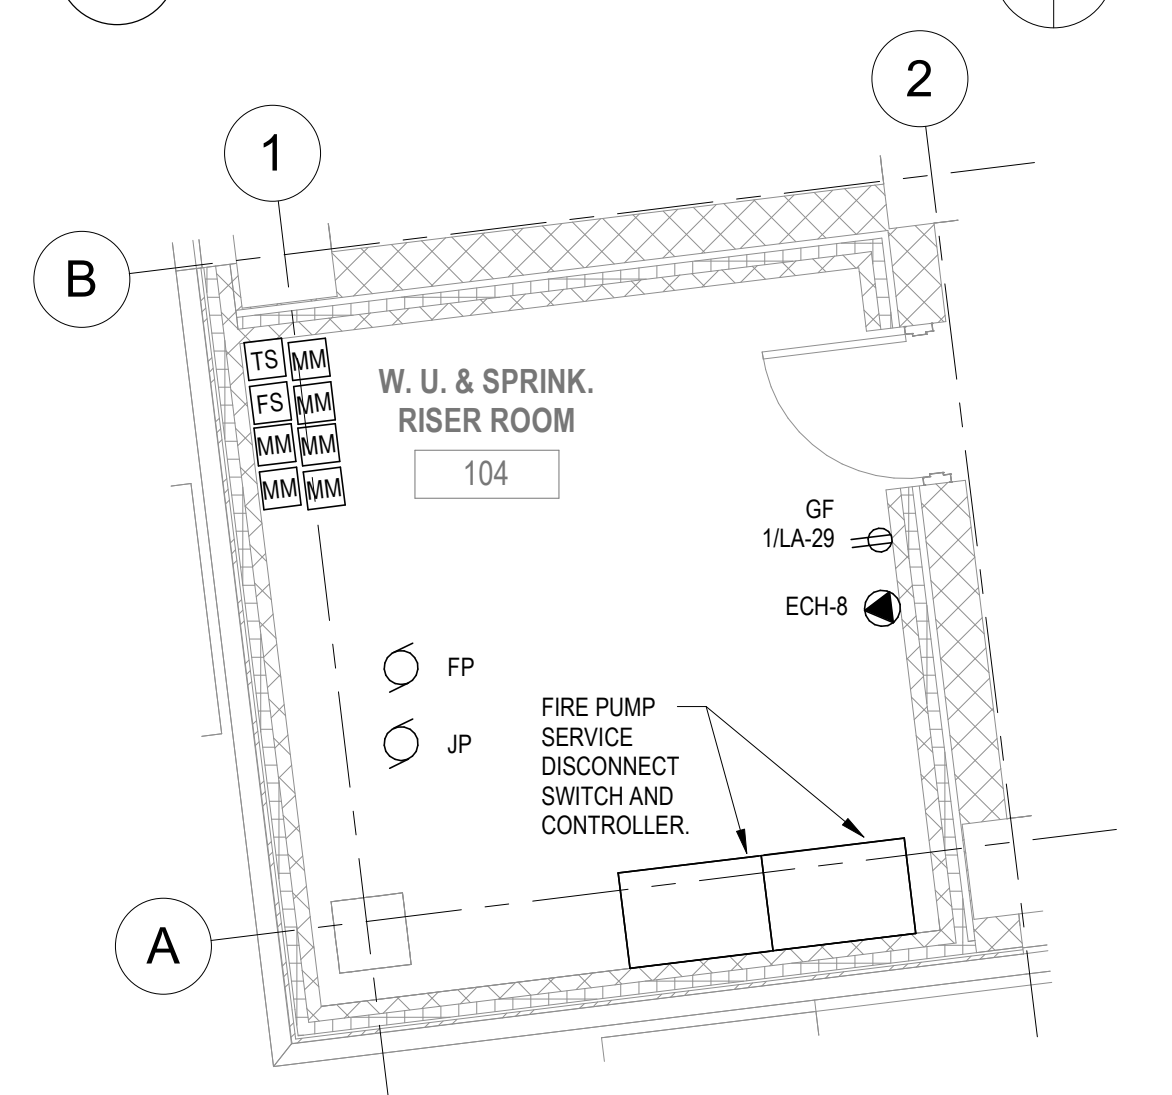 2
1
B
TS MM
FS MM
MM MM
MM MM
W. U. & SPRINK.
RISER ROOM
104
GF
1/LA-29
ECH-8
FP
JP
FIRE PUMP
SERVICE
DISCONNECT
SWITCH AND
CONTROLLER.
A